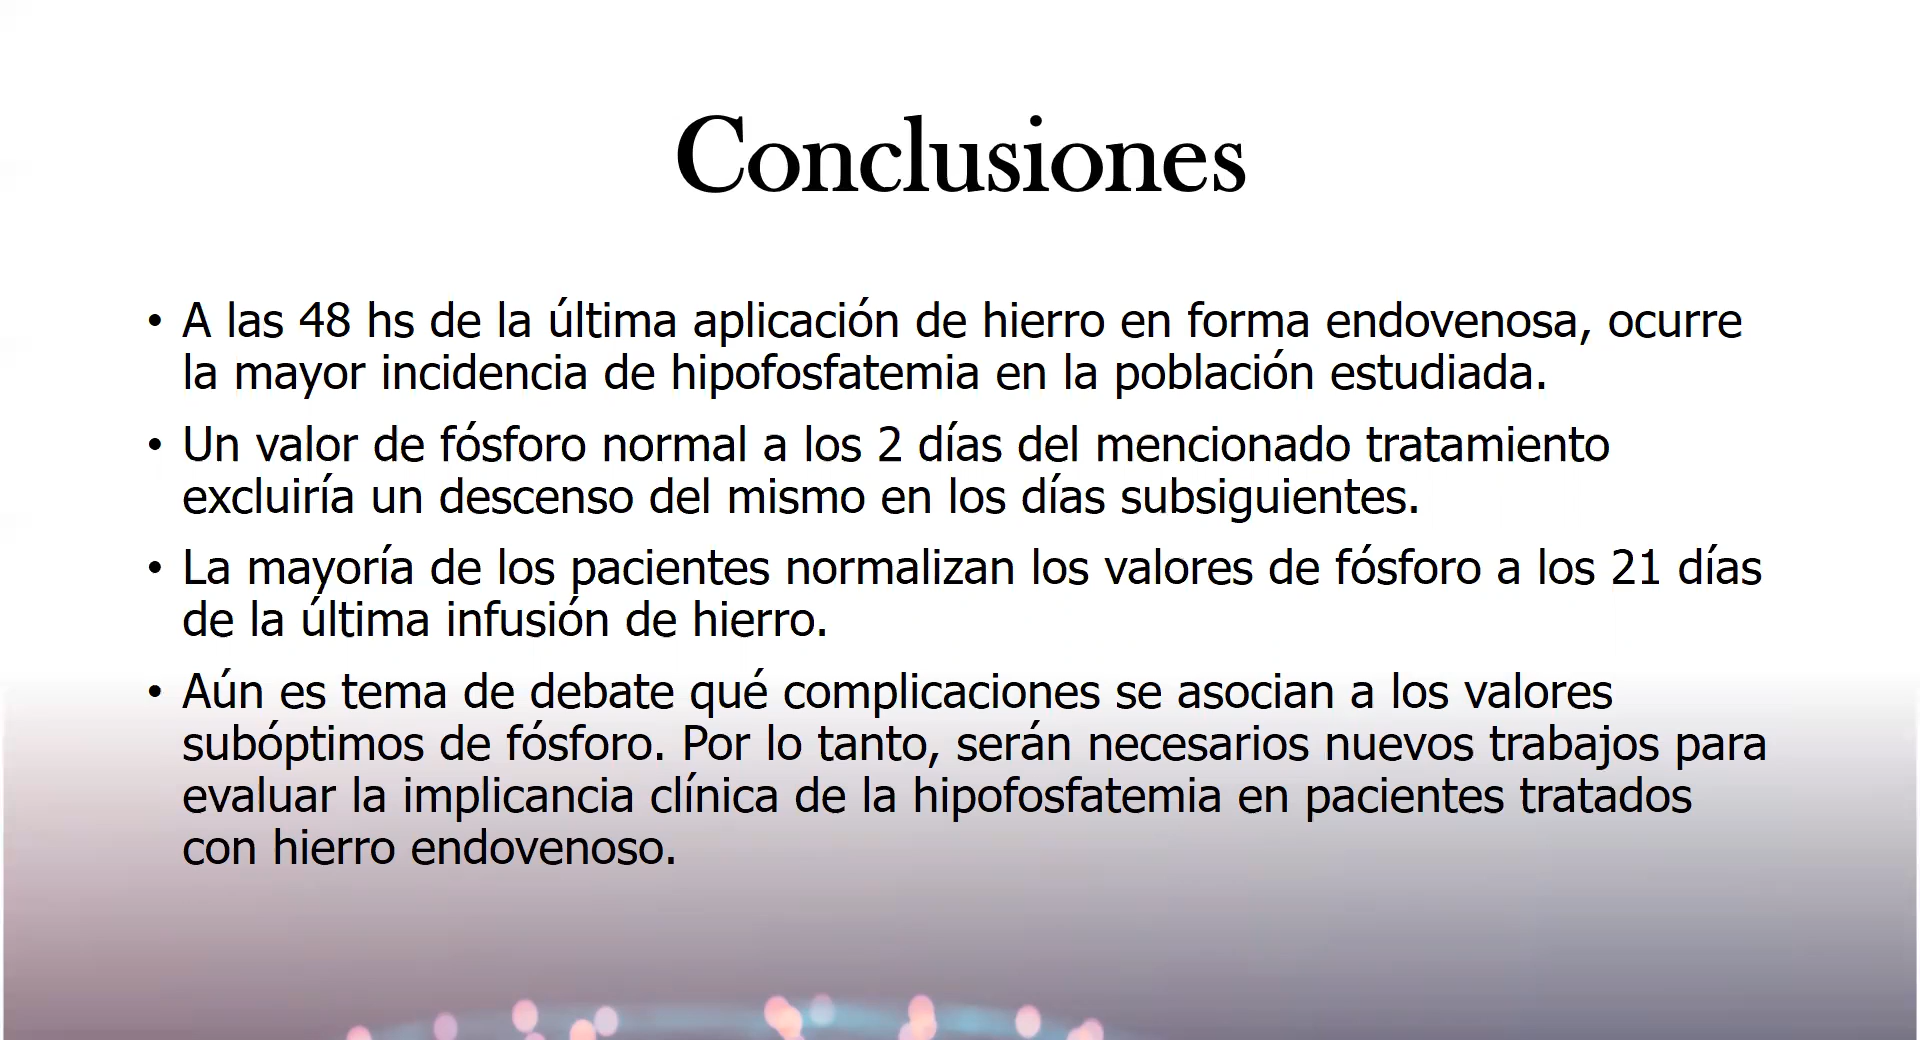 Conclusiones
• A las 48 hs de la última aplicación de hierro en forma endovenosa, ocurre
la mayor incidencia de hipofosfatemia en la población estudiada.
• Un valor de fósforo normal a los 2 días del mencionado tratamiento
excluiría un descenso del mismo en los días subsiguientes.
• La mayoría de los pacientes normalizan los valores de fósforo a los 21 días
de la última infusión de hierro.
• Aún es tema de debate qué complicaciones se asocian a los valores
subóptimos de fósforo. Por lo tanto, serán necesarios nuevos trabajos para
evaluar la implicancia clínica de la hipofosfatemia en pacientes tratados
con hierro endovenoso.